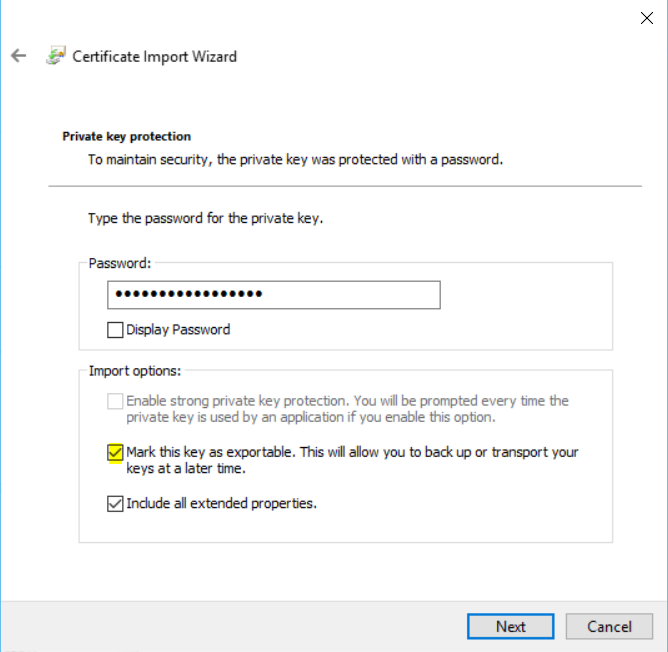 Certificate Import Wizard
Private key protection
To maintain security, the private key was protected with a password.
Type the password for the private key.
Password:
•••••••••••••••••
Display Password
Import options:
Enable strong private key protection. You will be prompted every time the
private key is used by an application if you enable this option.
Mark this key as exportable. This will allow you to back up or transport your
keys at a later time.
Include all extended properties.
Next
Cancel